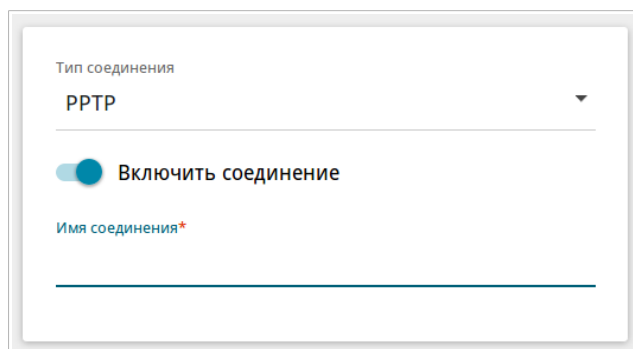 Тип соединения
PPTP
Включить соединение
Имя соединения*